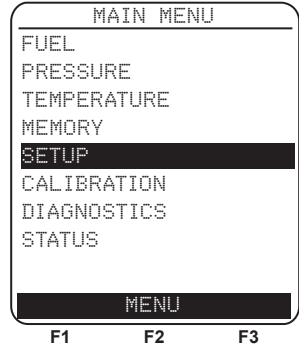 MAIN MENU
FUEL
PRESSURE
TEMPERATURE
MEMORY
SETUP
CALIBRATION
DIAGNOSTICS
STATUS
MENU
F1 F2 F3